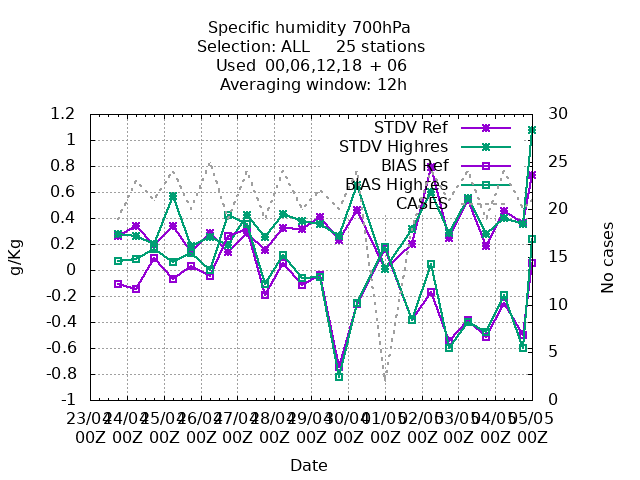 Specific humidity 700hPa
Selection: ALL 25 stations
Used 00,06,12,18 + 06
Averaging window: 12h
1.2
1
0.8
0.6
0.4
0.2
0
-0.2
-0.4
-0.6
-0.8
-1
g/Kg
STDV Ref
STDV Highres
BIAS Ref
BIAS Highres
CASES
30
25
20
15
10
5
0
No cases
23/04 24/04 25/04 26/04 27/04 28/04 29/04 30/04 01/05 02/05 03/05 04/05 05/05
00Z 00Z 00Z 00Z 00Z 00Z 00Z 00Z 00Z 00Z 00Z 00Z 00Z
Date